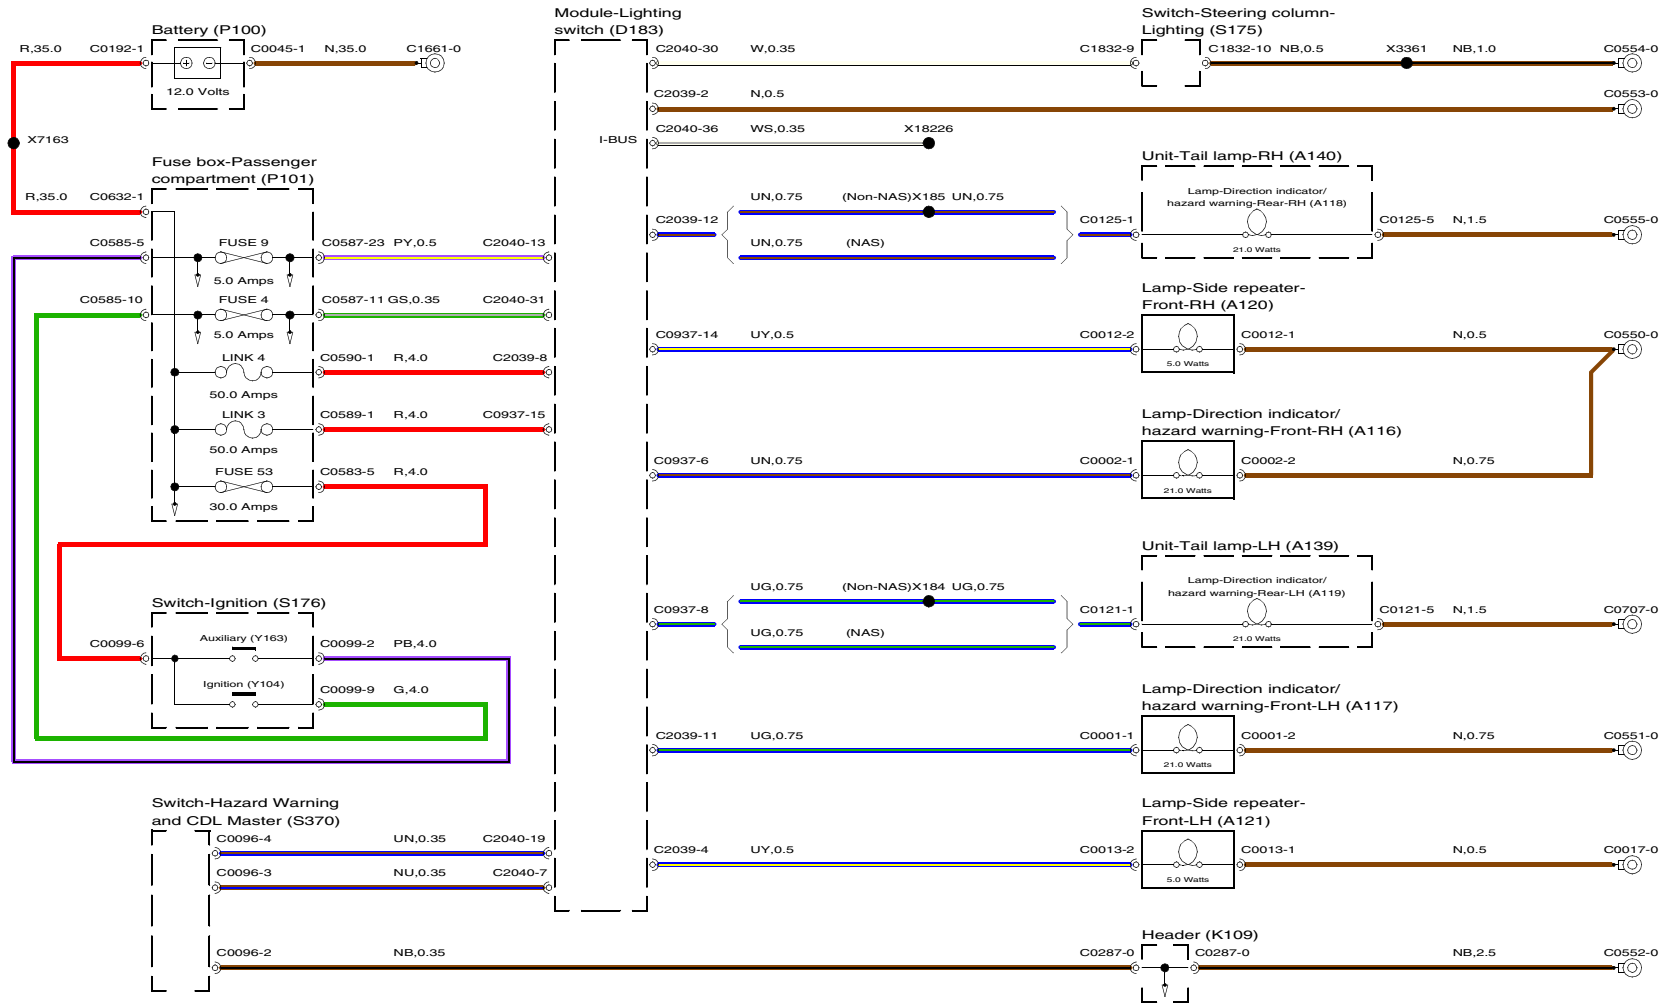 Battery (P100)
R,35.0 C0192-1
C0045-1 N,35.0 C1661-0
12.0 Volts
X7163
Fuse box-Passenger
compartment (P101)
R,35.0 C0632-1
C0585-5 FUSE 9 C0587-23 PY,0.5 C2040-13
5.0 Amps
C0585-10 FUSE 4 C0587-11 GS,0.35 C2040-31
5.0 Amps
LINK 4 C0590-1 R,4.0 C2039-8
50.0 Amps
LINK 3 C0589-1 R,4.0 C0937-15
50.0 Amps
FUSE 53 C0583-5 R,4.0
30.0 Amps
Switch-Ignition (S176)
C0099-6 Auxiliary (Y163) C0099-2 PB,4.0
Ignition (Y104) C0099-9 G,4.0
Switch-Hazard Warning
and CDL Master (S370)
C0096-4 UN,0.35 C2040-19
C0096-3 NU,0.35 C2040-7
C0096-2 NB,0.35 C0287-0
Module-Lighting
switch (D183)
I-BUS
Switch-Steering column-
Lighting (S175)
C2040-30 W,0.35 C1832-9
C1832-10 NB,0.5 X3361 NB,1.0 C0554-0
C2039-2 N,0.5 C0553-0
C2040-36 WS,0.35 X18226
Unit-Tail lamp-RH (A140)
Lamp-Direction indicator/
hazard warning-Rear-RH (A118)
UN,0.75 (Non-NAS)X185 UN,0.75
C2039-12 C0125-1
C0125-5 N,1.5 C0555-0
UN,0.75 (NAS)
21.0 Watts
Lamp-Side repeater-
Front-RH (A120)
C0937-14 UY,0.5 C0012-2
C0012-1 N,0.5 C0550-0
5.0 Watts
Lamp-Direction indicator/
hazard warning-Front-RH (A116)
C0937-6 UN,0.75 C0002-1
C0002-2 N,0.75
21.0 Watts
Unit-Tail lamp-LH (A139)
Lamp-Direction indicator/
hazard warning-Rear-LH (A119)
UG,0.75 (Non-NAS)X184 UG,0.75
C0937-8 C0121-1
C0121-5 N,1.5 C0707-0
UG,0.75 (NAS)
21.0 Watts
Lamp-Direction indicator/
hazard warning-Front-LH (A117)
C2039-11 UG,0.75 C0001-1
C0001-2 N,0.75 C0551-0
21.0 Watts
Lamp-Side repeater-
Front-LH (A121)
C2039-4 UY,0.5 C0013-2
C0013-1 N,0.5 C0017-0
5.0 Watts
Header (K109)
C0287-0 NB,2.5 C0552-0